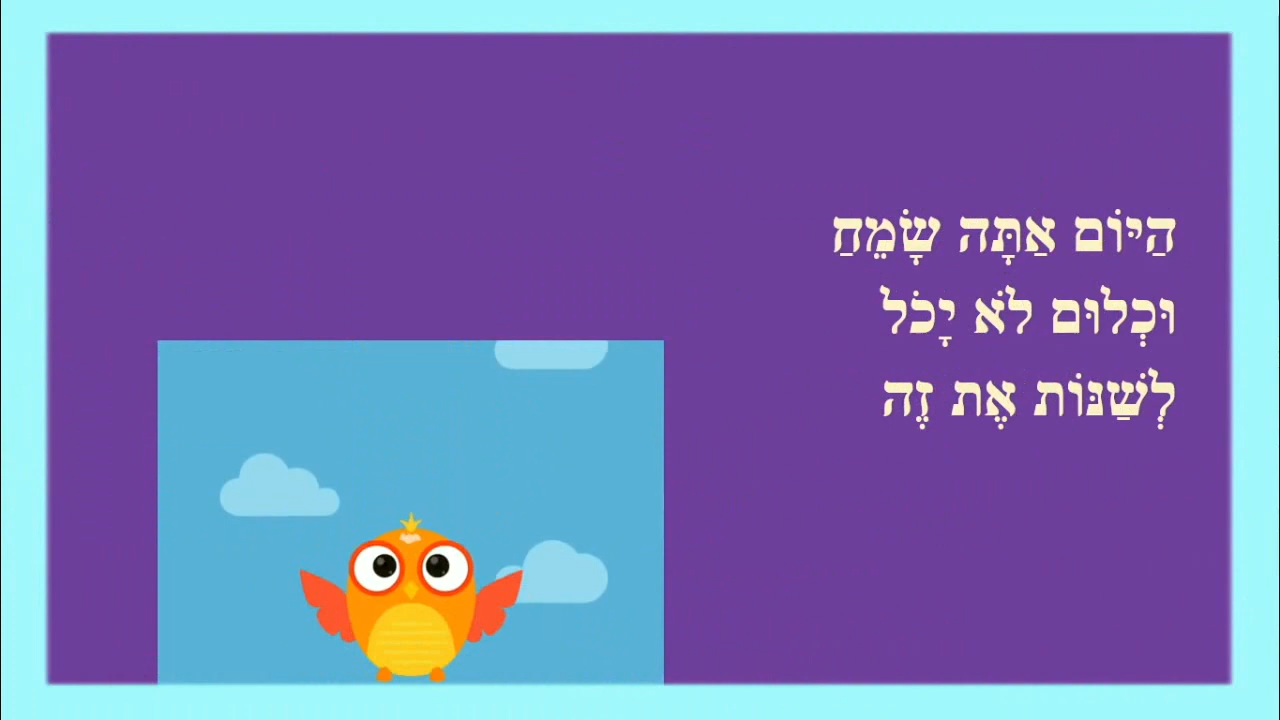 הַיּוֹם אַתָּה שָׂמֵחַ
וּכְלוּם לֹא יָכֹל
לְשַׁנּוֹת אֶת זֶה